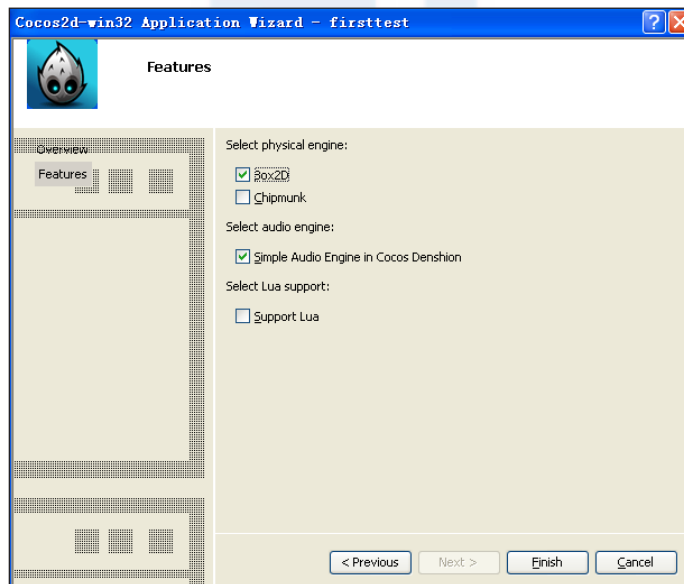 Cocos2d-win32 Application Wizard - firsttest
Features
Overview
Features
Select physical engine:
Box2D
Chipmunk
Select audio engine:
Simple Audio Engine in Cocos Denshion
Select Lua support:
Support Lua
< Previous
Next >
Finish
Cancel